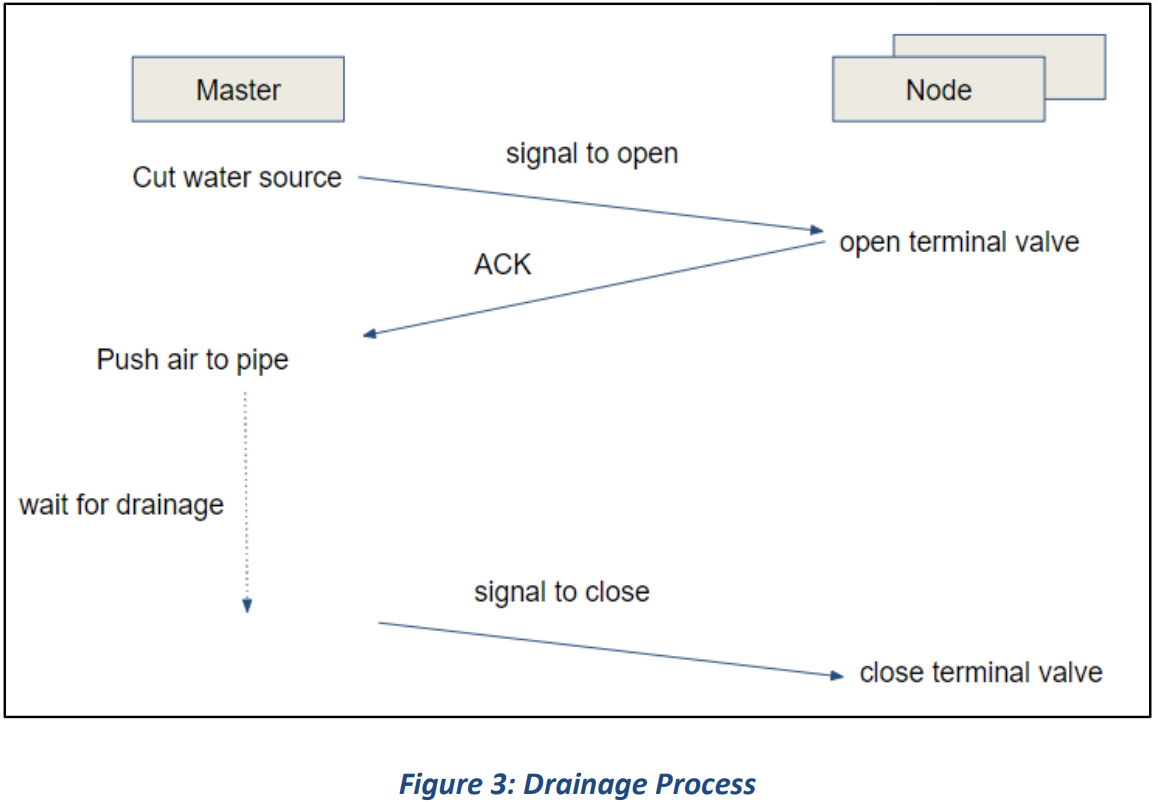 Master
Node
signal to open
Cut water source
open terminal valve
ACK
Push air to pipe
wait for drainage
signal to close
close terminal valve
Figure 3: Drainage Process